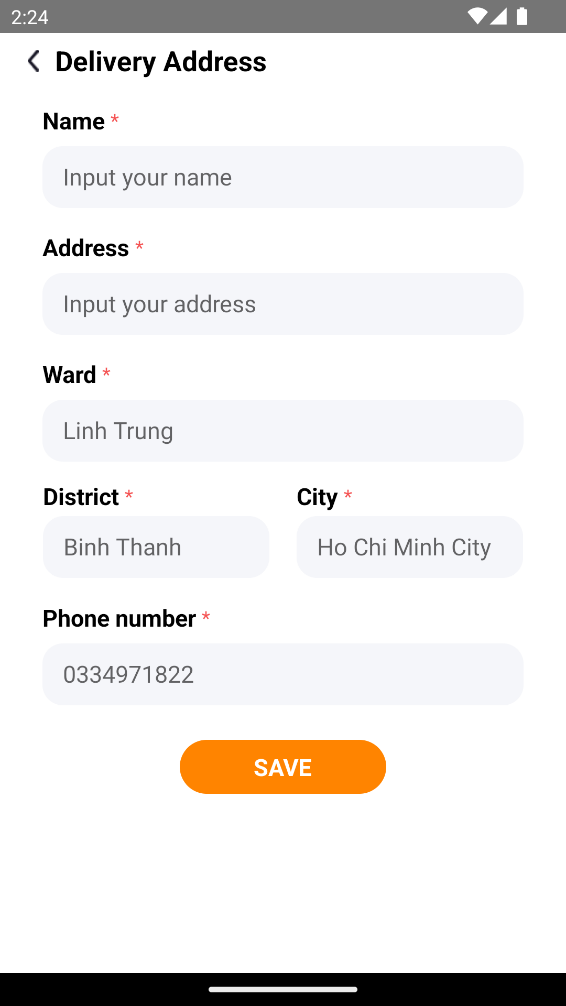 2:24
Delivery Address
Name *
Input your name
Address *
Input your address
Ward *
Linh Trung
District * City *
Binh Thanh Ho Chi Minh City
Phone number *
0334971822
SAVE